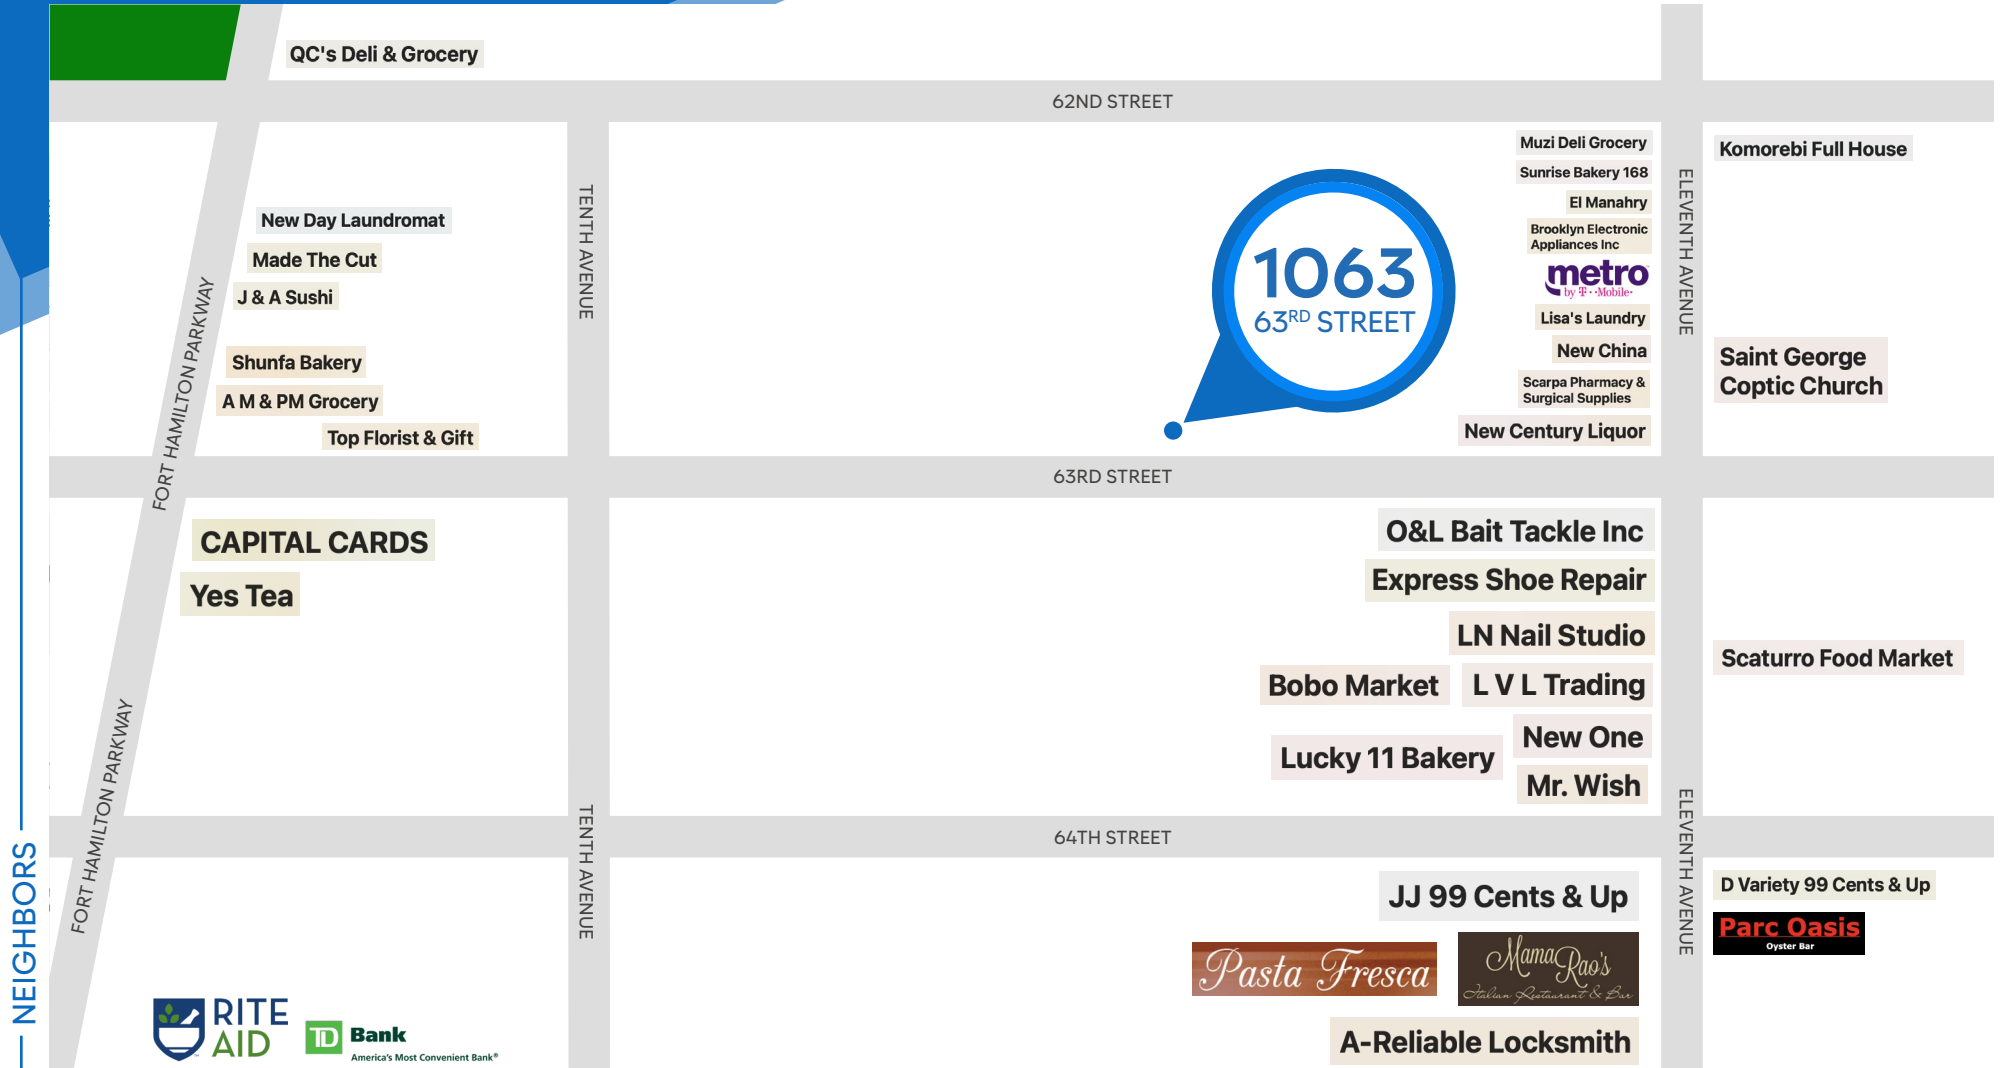 QC's Deli & Grocery
62ND STREET
Muzi Deli Grocery
Komorebi Full House
Sunrise Bakery 168
El Manahry
New Day Laundromat
TENTH AVENUE
ELEVENTH AVENUE
Brooklyn Electronic
Appliances Inc
Made The Cut
1063
63RD STREET
metro
by T-Mobile
J & A Sushi
Lisa's Laundry
New China
Saint George
Coptic Church
Shunfa Bakery
FORT HAMILTON PARKWAY
Scarpa Pharmacy &
Surgical Supplies
A M & PM Grocery
Top Florist & Gift
New Century Liquor
63RD STREET
CAPITAL CARDS
O&L Bait Tackle Inc
Yes Tea
Express Shoe Repair
LN Nail Studio
Scaturro Food Market
Bobo Market
L V L Trading
New One
Lucky 11 Bakery
Mr. Wish
FORT HAMILTON PARKWAY
TENTH AVENUE
64TH STREET
ELEVENTH AVENUE
NEIGHBORS
JJ 99 Cents & Up
D Variety 99 Cents & Up
Parc Oasis
Oyster Bar
Pasta Fresca
Mama Rao's
Italian Restaurant & Bar
RITE
AID
TD Bank
America's Most Convenient Bank®
A-Reliable Locksmith